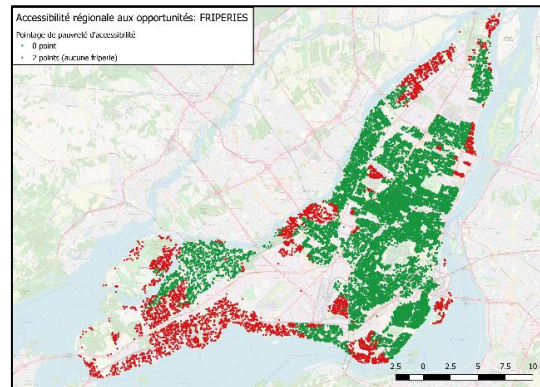 Accessibilité régionale aux opportunités: FRIPERIES
Pointage de pauvreté d'accessibilité
0 point
2 points (aucune friperie)
2.5 0 2.5 5 7.5 10